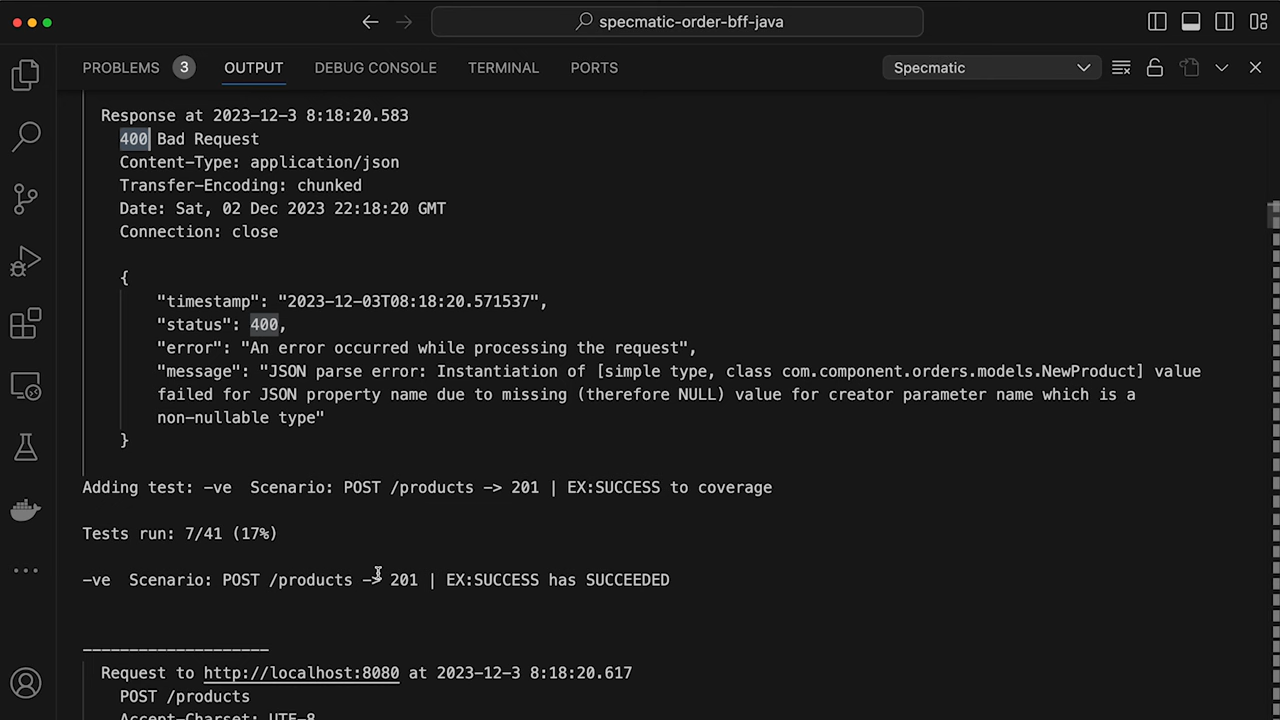 specmatic-order-bff-java
PROBLEMS 3 OUTPUT DEBUG CONSOLE TERMINAL PORTS Specmatic
Response at 2023-12-3 8:18:20.583
400 Bad Request
Content-Type: application/json
Transfer-Encoding: chunked
Date: Sat, 02 Dec 2023 22:18:20 GMT
Connection: close
{
"timestamp": "2023-12-03T08:18:20.571537",
"status": 400,
"error": "An error occurred while processing the request",
"message": "JSON parse error: Instantiation of [simple type, class com.component.orders.models.NewProduct] value
failed for JSON property name due to missing (therefore NULL) value for creator parameter name which is a
non-nullable type"
}
Adding test: -ve  Scenario: POST /products -> 201 | EX:SUCCESS to coverage
Tests run: 7/41 (17%)
-ve  Scenario: POST /products -> 201 | EX:SUCCESS has SUCCEEDED
____________________
Request to http://localhost:8080 at 2023-12-3 8:18:20.617
POST /products
Accept-Charset: UTF-8